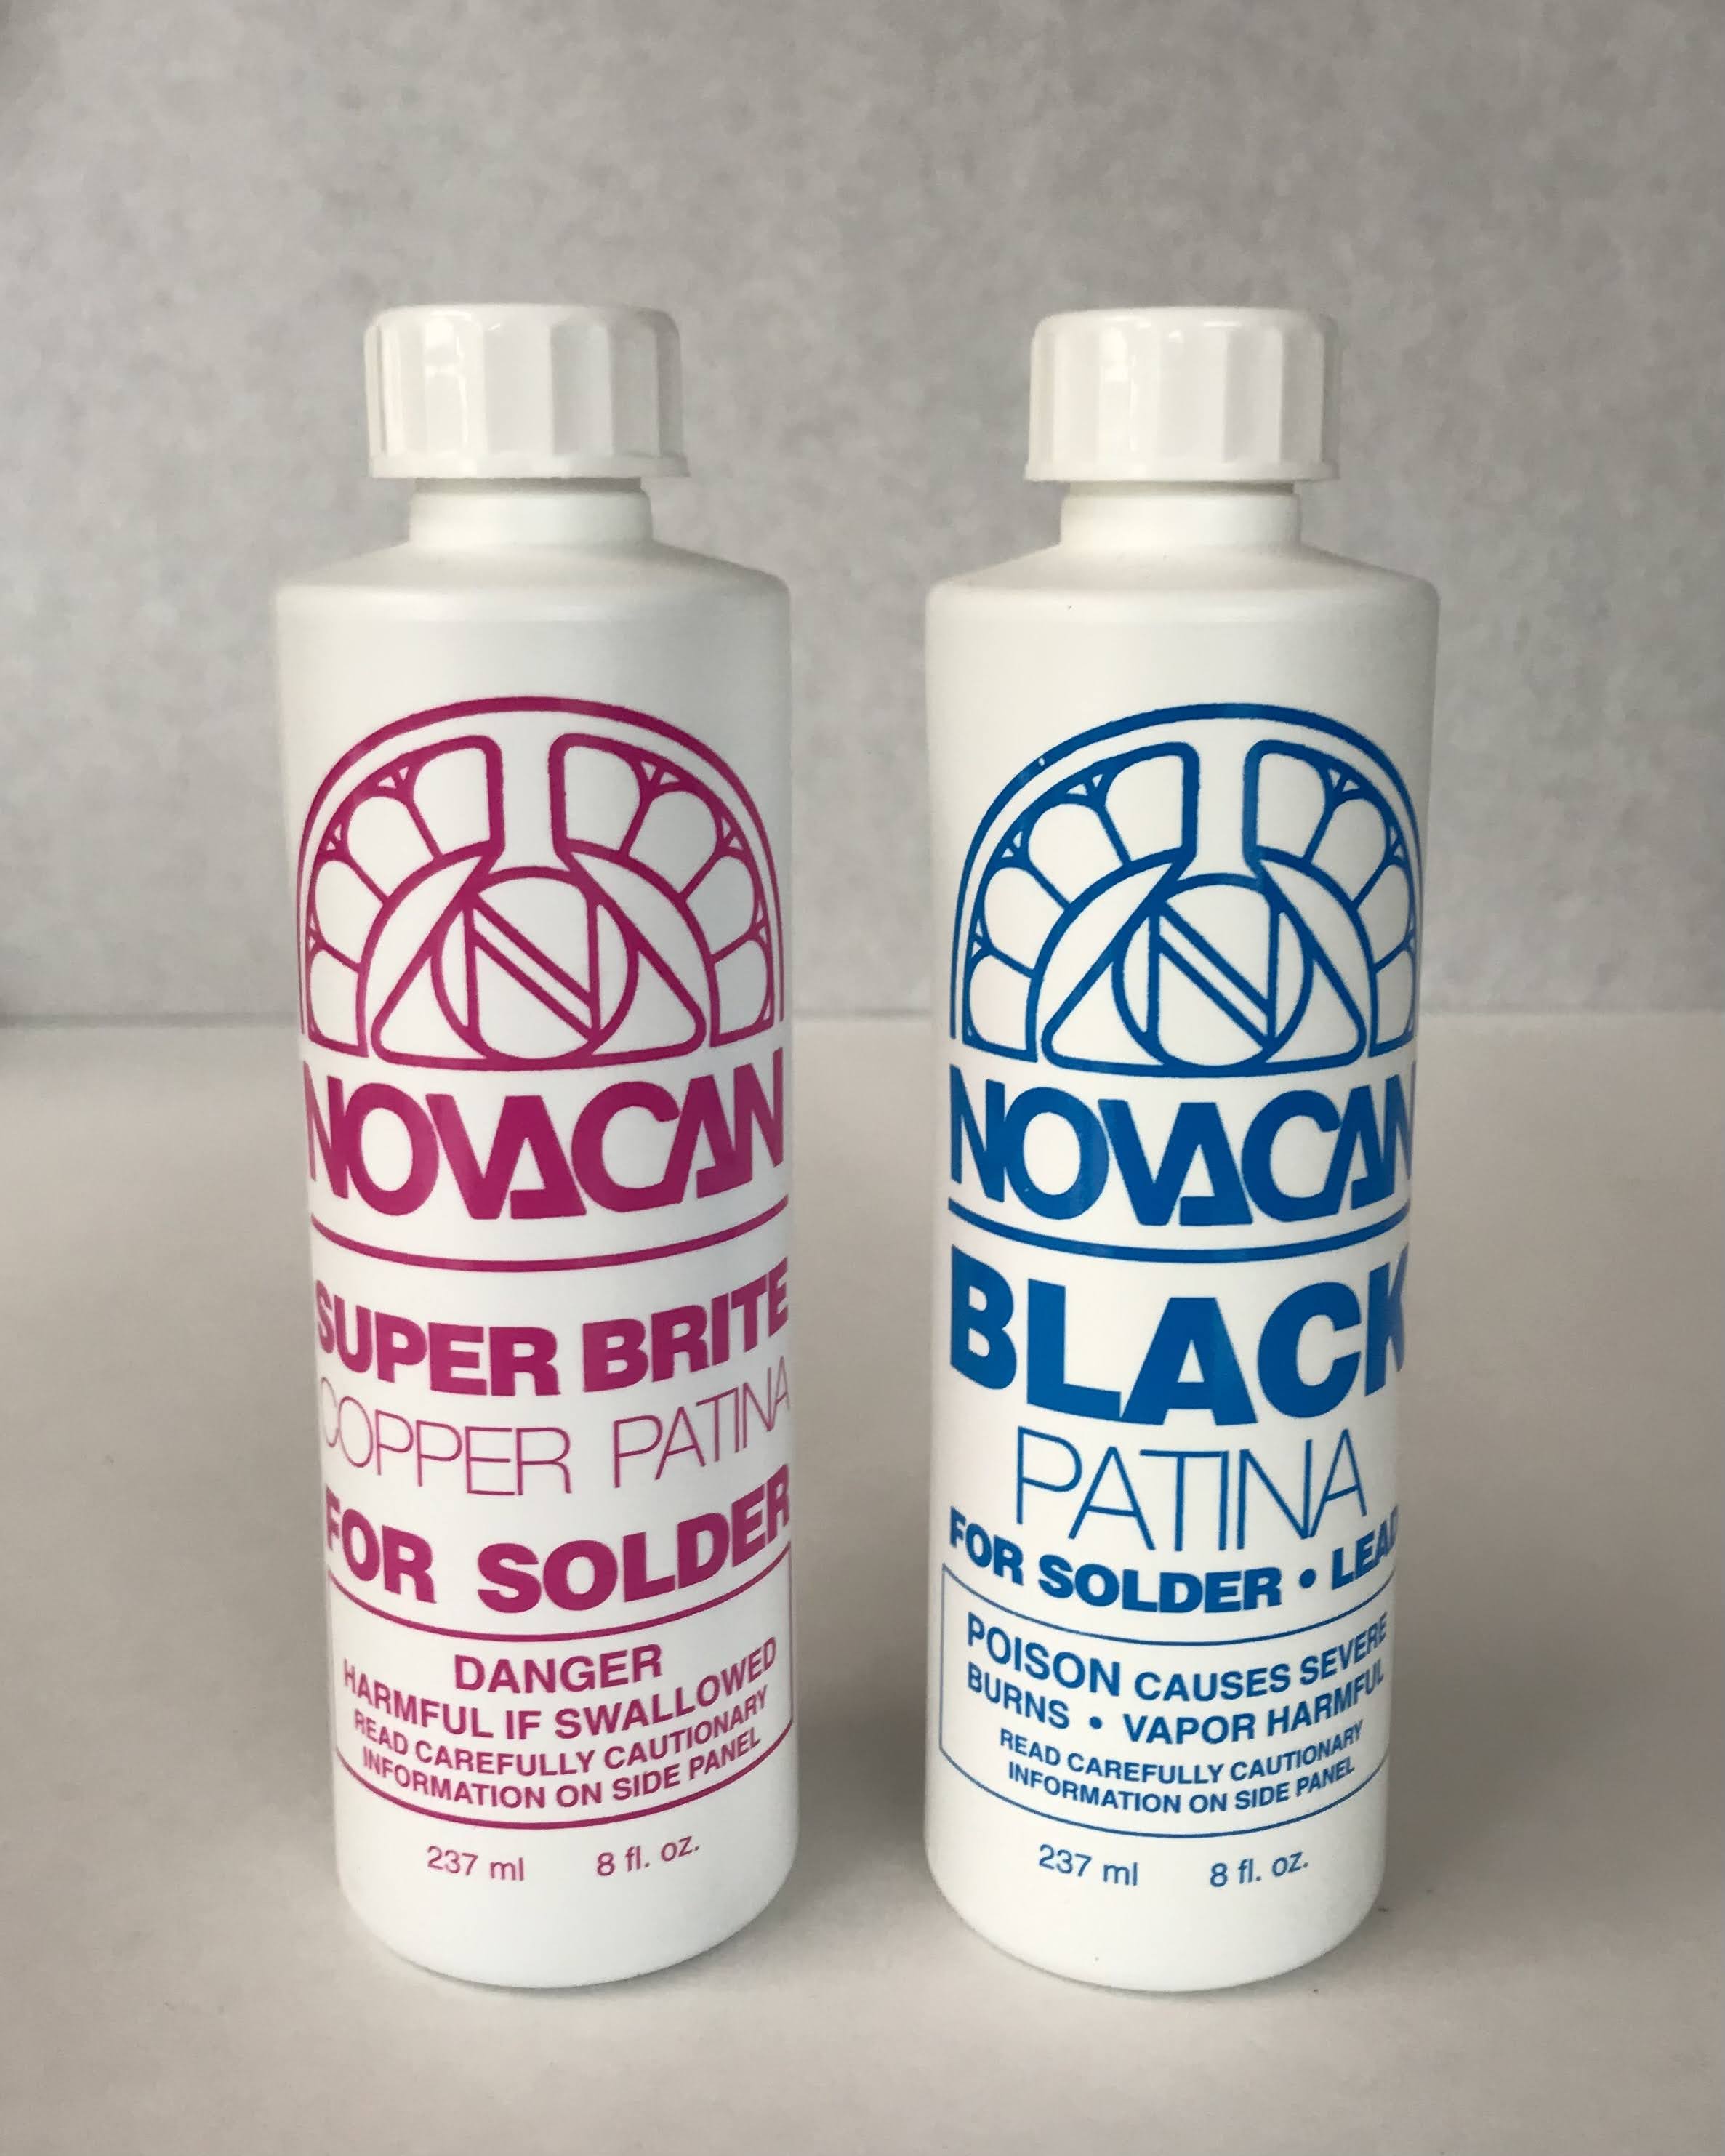 N
NOVACAN
SUPER BRITE
COPPER PATINA
FOR SOLDER
DANGER
HARMFUL IF SWALLOWED
READ CAREFULLY CAUTIONARY
INFORMATION ON SIDE PANEL
237 ml 8 fl. oz.
N
NOVACAN
BLACK
PATINA
FOR SOLDER • LEAD
POISON CAUSES SEVERE
BURNS • VAPOR HARMFUL
READ CAREFULLY CAUTIONARY
INFORMATION ON SIDE PANEL
237 ml 8 fl. oz.